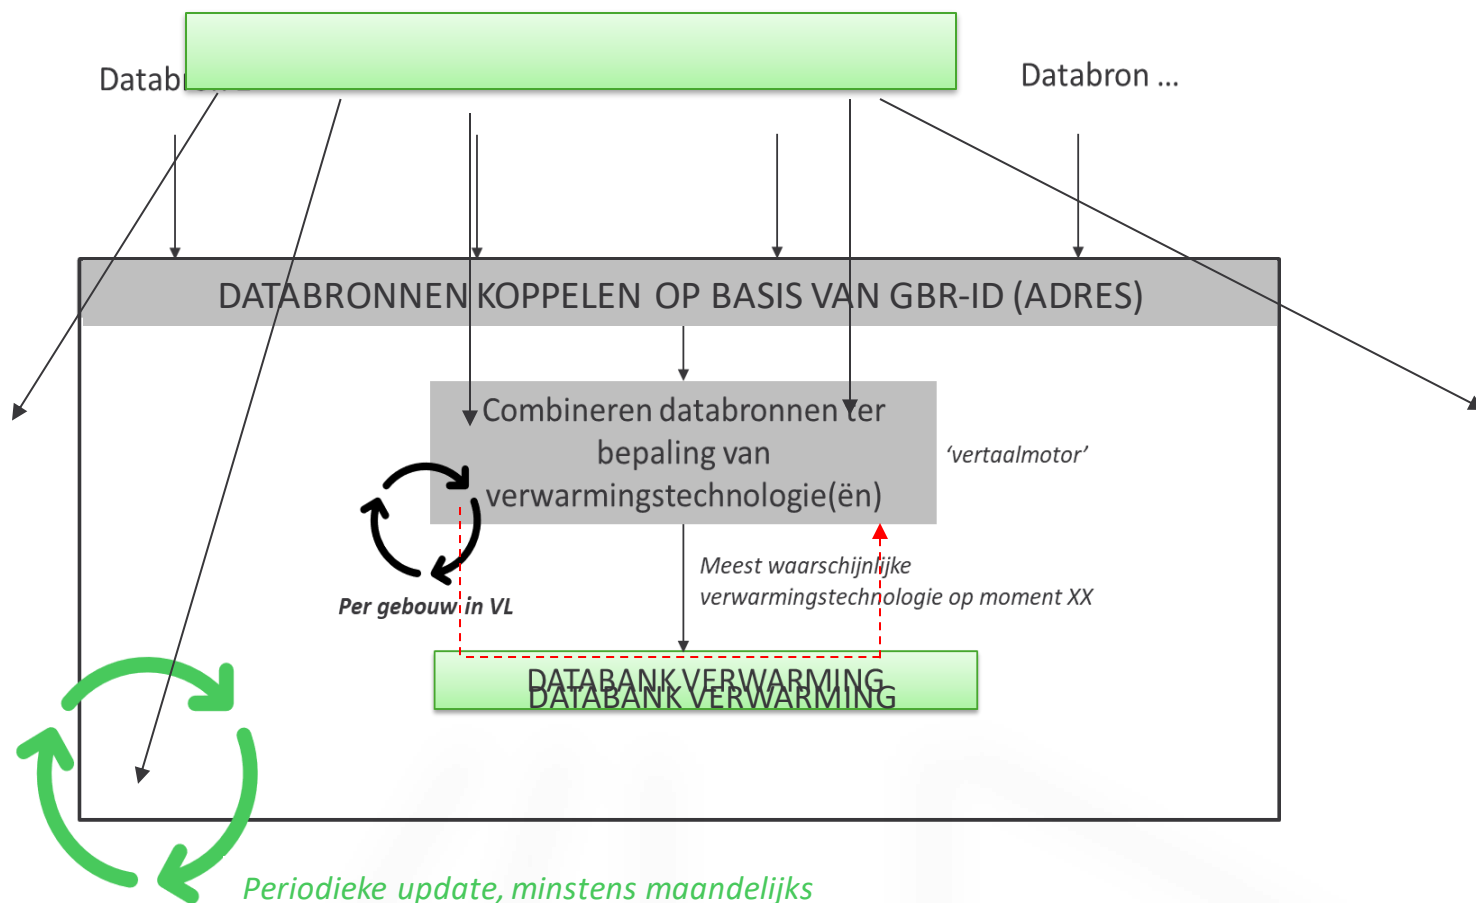 Databron ...
DATABRONNEN KOPPELEN OP BASIS VAN GBR-ID (ADRES)
Combineren databronnen ter
bepaling van
verwarmingstechnologie(ën)
‘vertaalmotor’
Meest waarschijnlijke
verwarmingstechnologie op moment XX
Per gebouw in VL
DATABANK VERWARMING
DATABANK VERWARMING
Periodieke update, minstens maandelijks